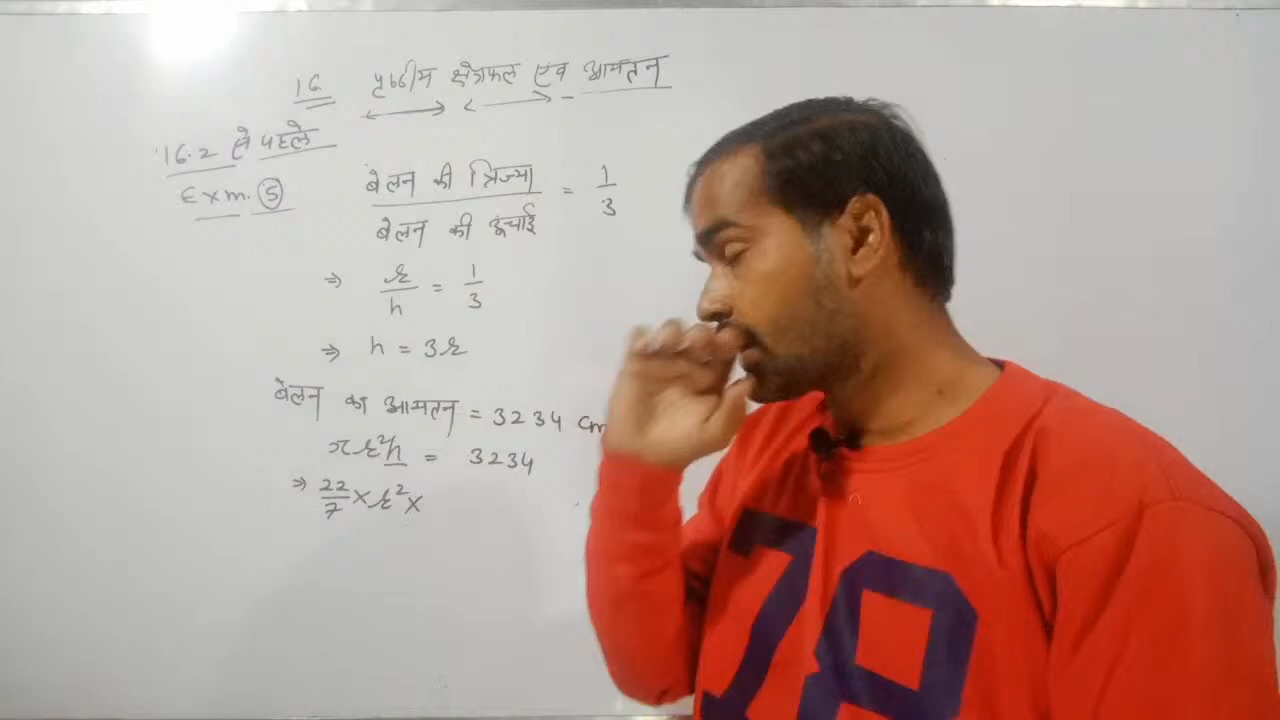 16. पृष्ठीय क्षेत्रफल एवं आयतन
16.2 से पहले
Exm. 5
बेलन की त्रिज्या / बेलन की ऊँचाई = 1/3
⇒ r/h = 1/3
⇒ h = 3r
बेलन का आयतन = 3234 cm
πr²h = 3234
⇒ 22/7 × r² ×
78